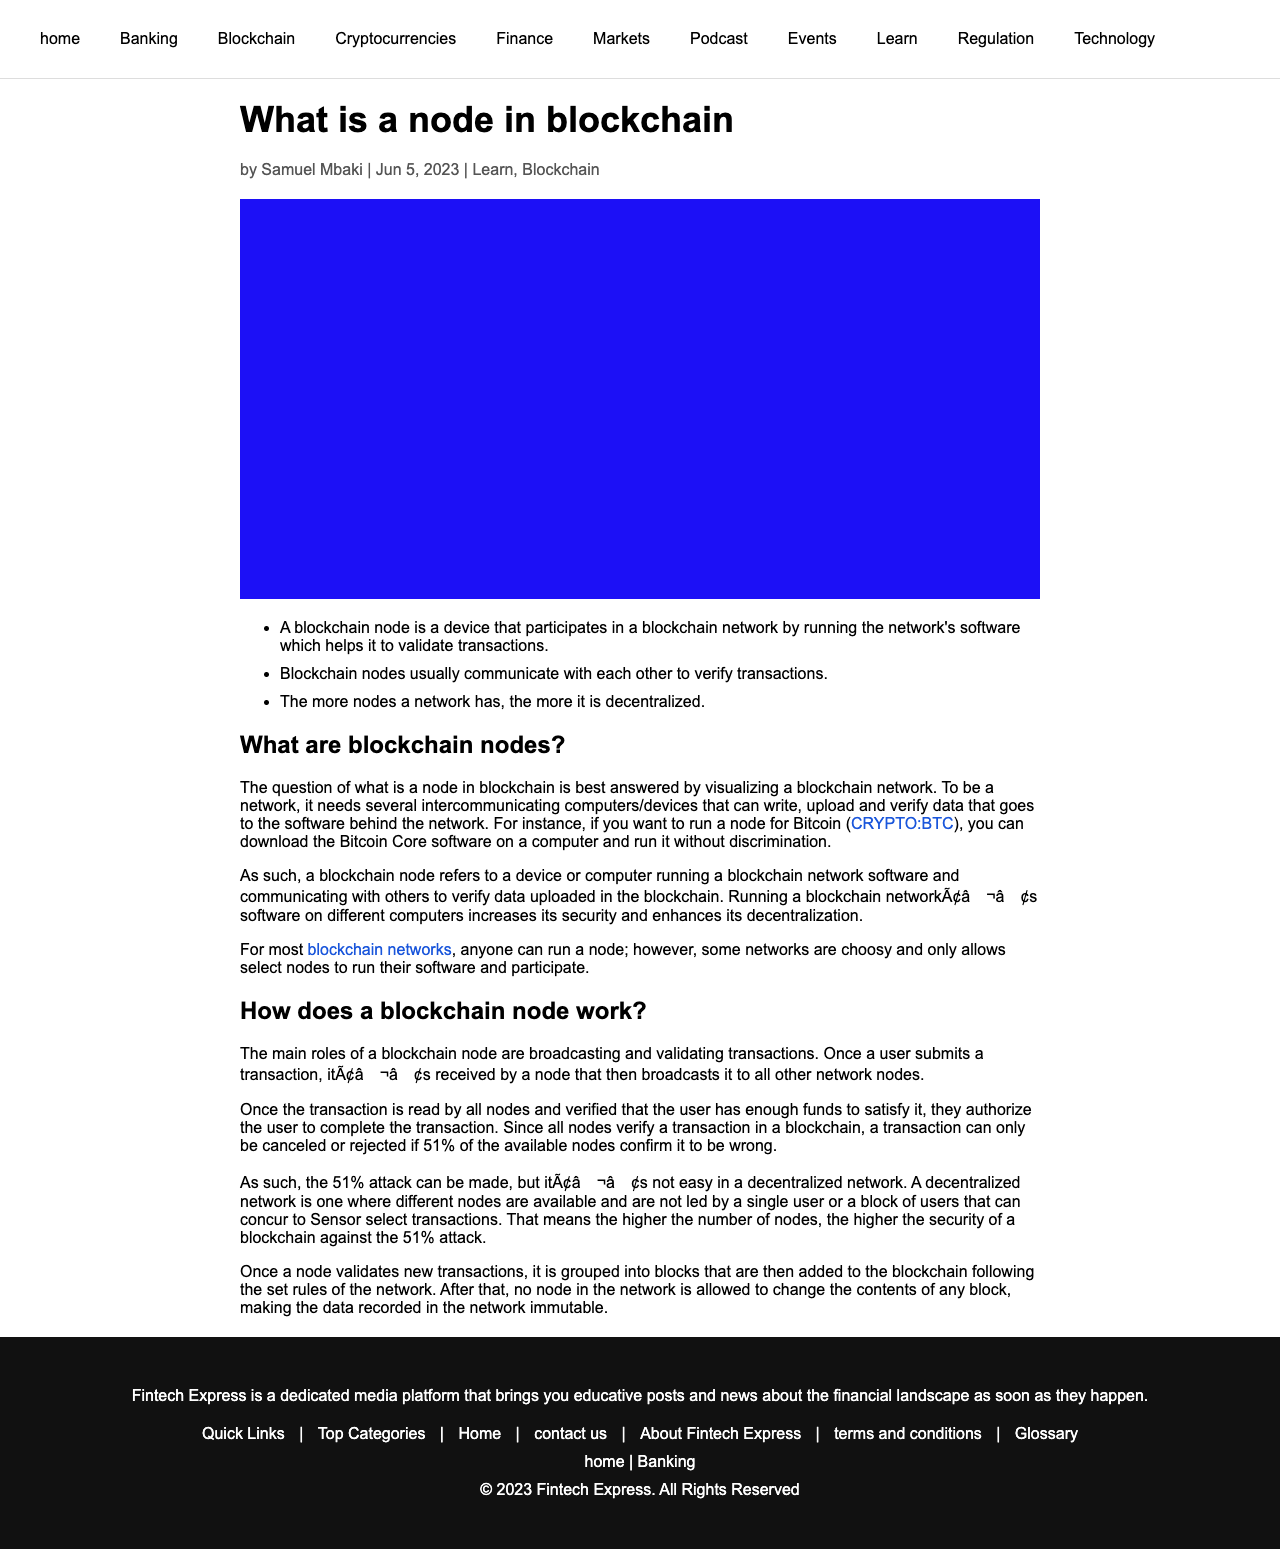 home Banking Blockchain Cryptocurrencies Finance Markets Podcast Events Learn Regulation Technology
What is a node in blockchain
by Samuel Mbaki | Jun 5, 2023 | Learn, Blockchain
• A blockchain node is a device that participates in a blockchain network by running the network's software
which helps it to validate transactions.
• Blockchain nodes usually communicate with each other to verify transactions.
• The more nodes a network has, the more it is decentralized.
What are blockchain nodes?
The question of what is a node in blockchain is best answered by visualizing a blockchain network. To be a
network, it needs several intercommunicating computers/devices that can write, upload and verify data that goes
to the software behind the network. For instance, if you want to run a node for Bitcoin (CRYPTO:BTC), you can
download the Bitcoin Core software on a computer and run it without discrimination.
As such, a blockchain node refers to a device or computer running a blockchain network software and
communicating with others to verify data uploaded in the blockchain. Running a blockchain networkÃ¢â ¬â ¢s
software on different computers increases its security and enhances its decentralization.
For most blockchain networks, anyone can run a node; however, some networks are choosy and only allows
select nodes to run their software and participate.
How does a blockchain node work?
The main roles of a blockchain node are broadcasting and validating transactions. Once a user submits a
transaction, itÃ¢â ¬â ¢s received by a node that then broadcasts it to all other network nodes.
Once the transaction is read by all nodes and verified that the user has enough funds to satisfy it, they authorize
the user to complete the transaction. Since all nodes verify a transaction in a blockchain, a transaction can only
be canceled or rejected if 51% of the available nodes confirm it to be wrong.
As such, the 51% attack can be made, but itÃ¢â ¬â ¢s not easy in a decentralized network. A decentralized
network is one where different nodes are available and are not led by a single user or a block of users that can
concur to Sensor select transactions. That means the higher the number of nodes, the higher the security of a
blockchain against the 51% attack.
Once a node validates new transactions, it is grouped into blocks that are then added to the blockchain following
the set rules of the network. After that, no node in the network is allowed to change the contents of any block,
making the data recorded in the network immutable.
Fintech Express is a dedicated media platform that brings you educative posts and news about the financial landscape as soon as they happen.
Quick Links | Top Categories | Home | contact us | About Fintech Express | terms and conditions | Glossary
home | Banking
© 2023 Fintech Express. All Rights Reserved